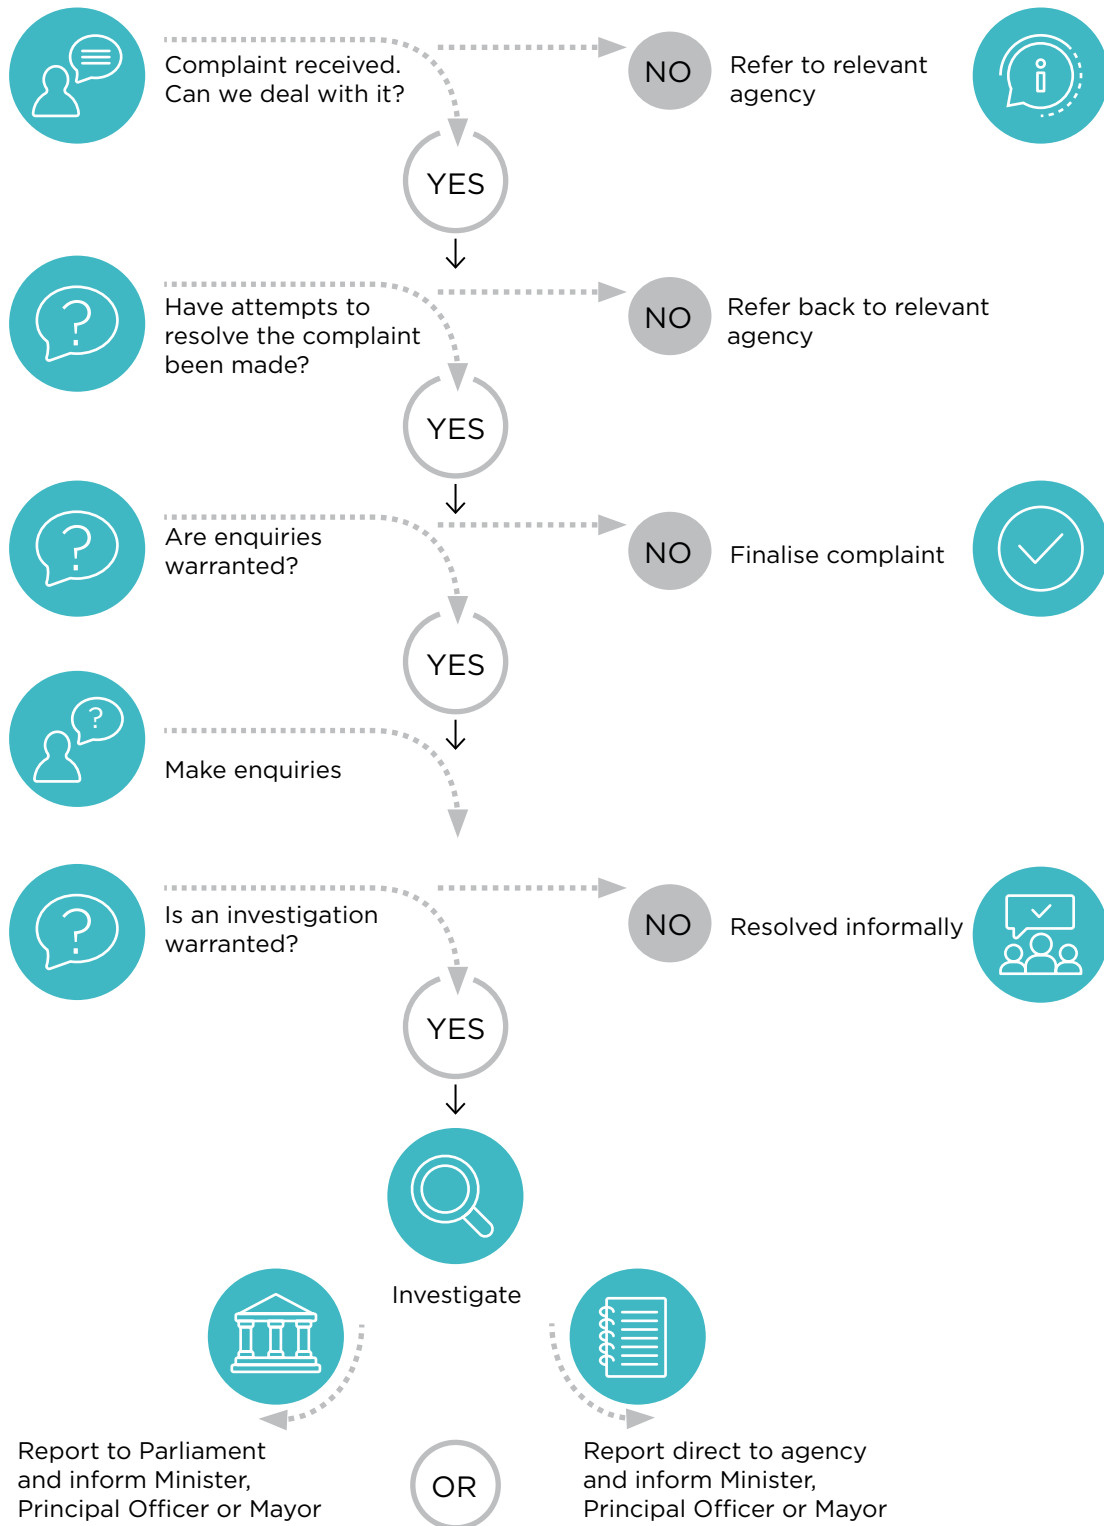 Complaint received.
Can we deal with it?
NO
Refer to relevant
agency
YES
Have attempts to
resolve the complaint
been made?
NO
Refer back to relevant
agency
YES
Are enquiries
warranted?
NO
Finalise complaint
YES
Make enquiries
Is an investigation
warranted?
NO
Resolved informally
YES
Investigate
Report to Parliament
and inform Minister,
Principal Officer or Mayor
OR
Report direct to agency
and inform Minister,
Principal Officer or Mayor